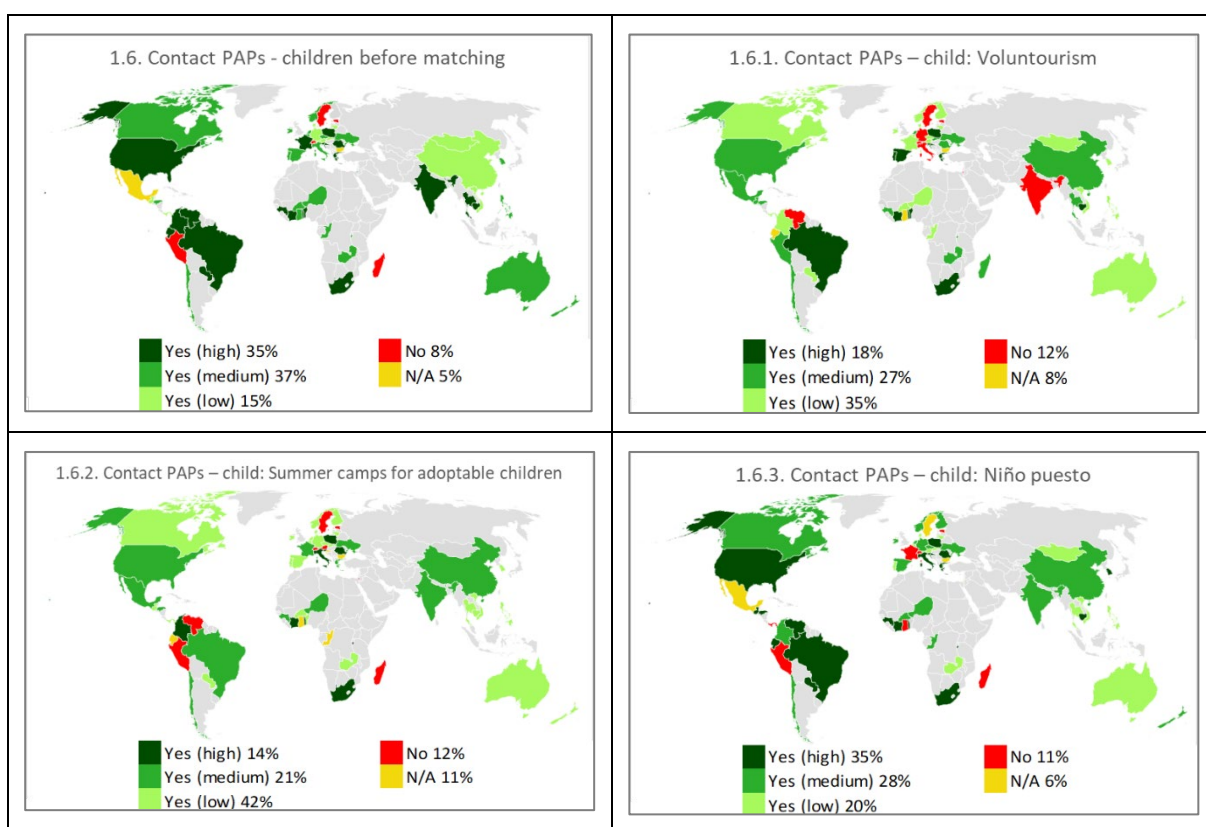 1.6. Contact PAPs - children before matching
Yes (high) 35%
Yes (medium) 37%
Yes (low) 15%
No 8%
N/A 5%
1.6.1. Contact PAPs – child: Voluntourism
Yes (high) 18%
Yes (medium) 27%
Yes (low) 35%
No 12%
N/A 8%
1.6.2. Contact PAPs – child: Summer camps for adoptable children
Yes (high) 14%
Yes (medium) 21%
Yes (low) 42%
No 12%
N/A 11%
1.6.3. Contact PAPs – child: Niño puesto
Yes (high) 35%
Yes (medium) 28%
Yes (low) 20%
No 11%
N/A 6%